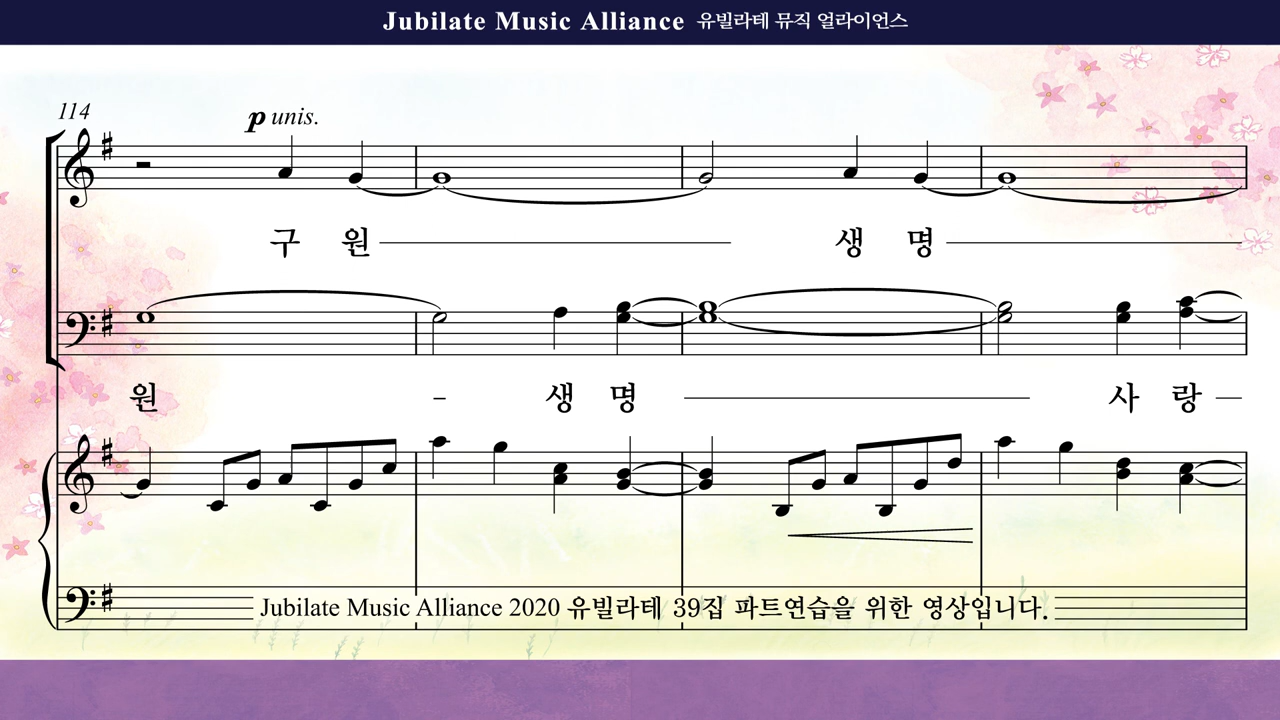 Jubilate Music Alliance 유빌라테 뮤직 얼라이언스
114
p unis.
구 원 생 명
원 - 생 명 사 랑
Jubilate Music Alliance 2020 유빌라테 39집 파트연습을 위한 영상입니다.